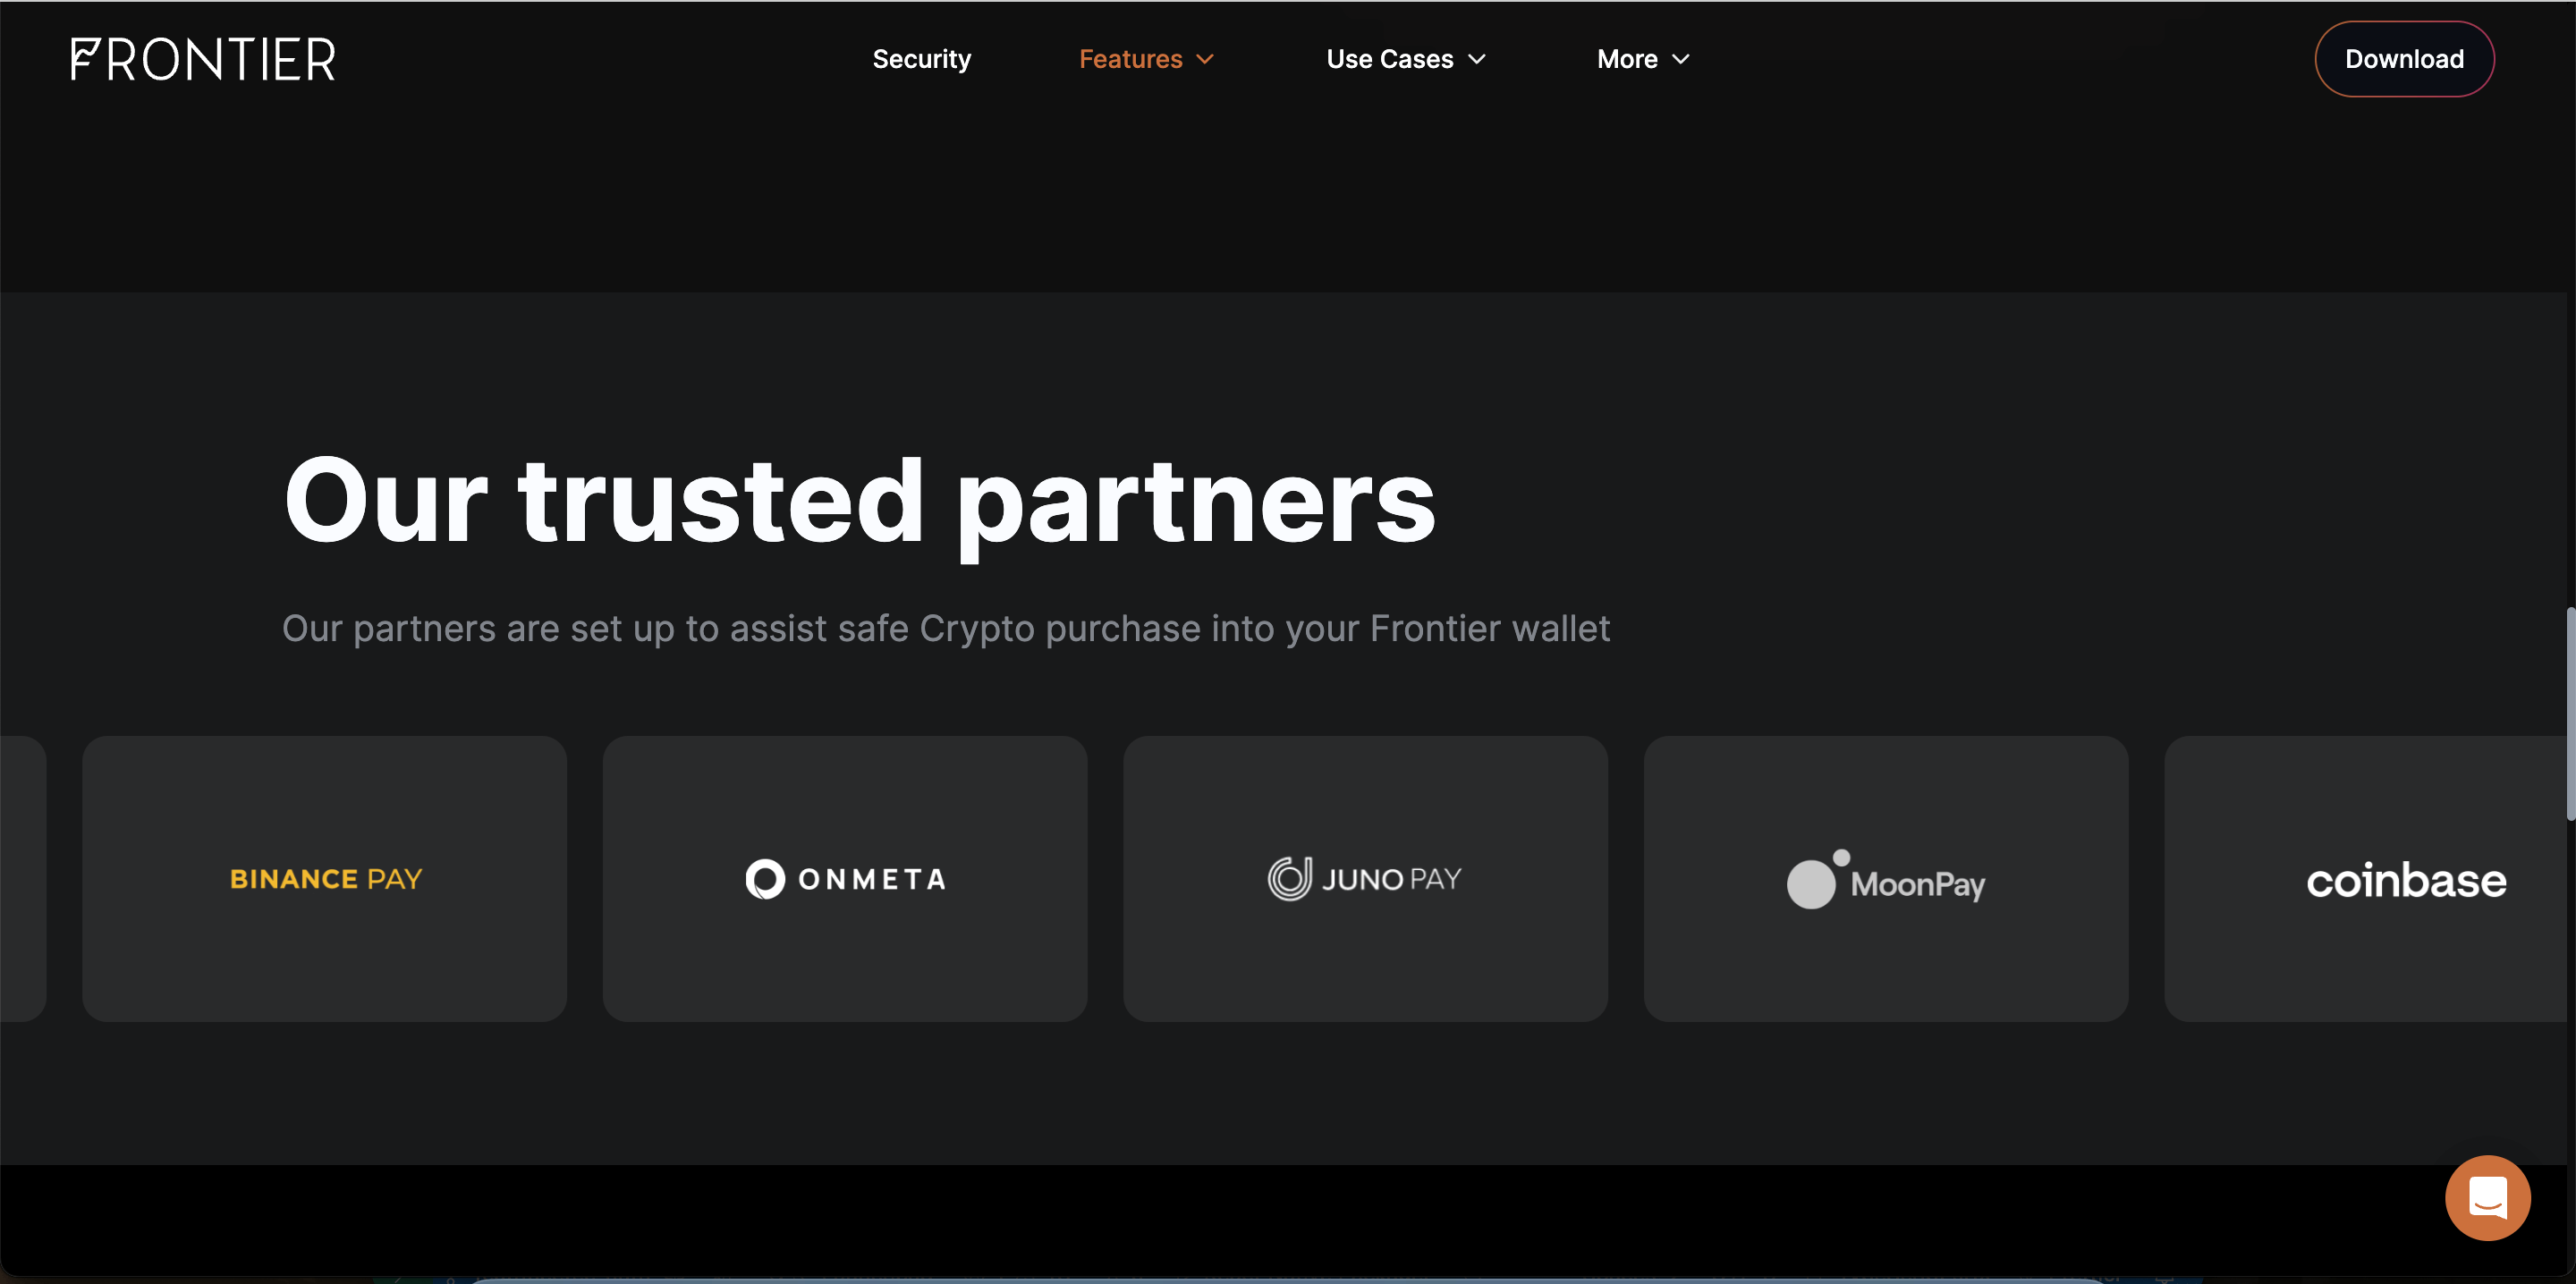 FRONTIER
Security
Features
Use Cases
More
Download
Our trusted partners
Our partners are set up to assist safe Crypto purchase into your Frontier wallet
BINANCE PAY
ONMETA
JUNO PAY
MoonPay
coinbase